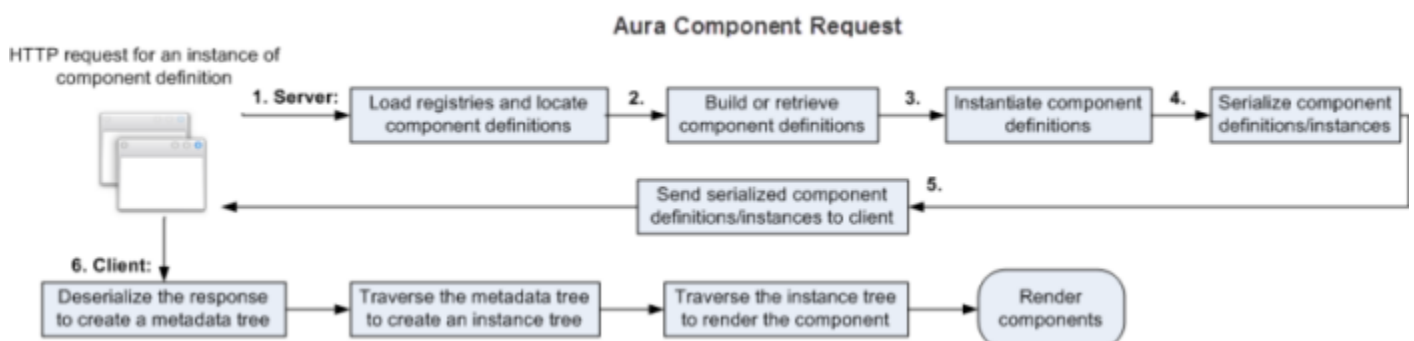 Aura Component Request
HTTP request for an instance of
component definition
1. Server:
Load registries and locate
component definitions
2.
Build or retrieve
component definitions
3.
Instantiate component
definitions
4.
Serialize component
definitions/instances
5.
Send serialized component
definitions/instances to client
6. Client:
Deserialize the response
to create a metadata tree
Traverse the metadata tree
to create an instance tree
Traverse the instance tree
to render the component
Render
components